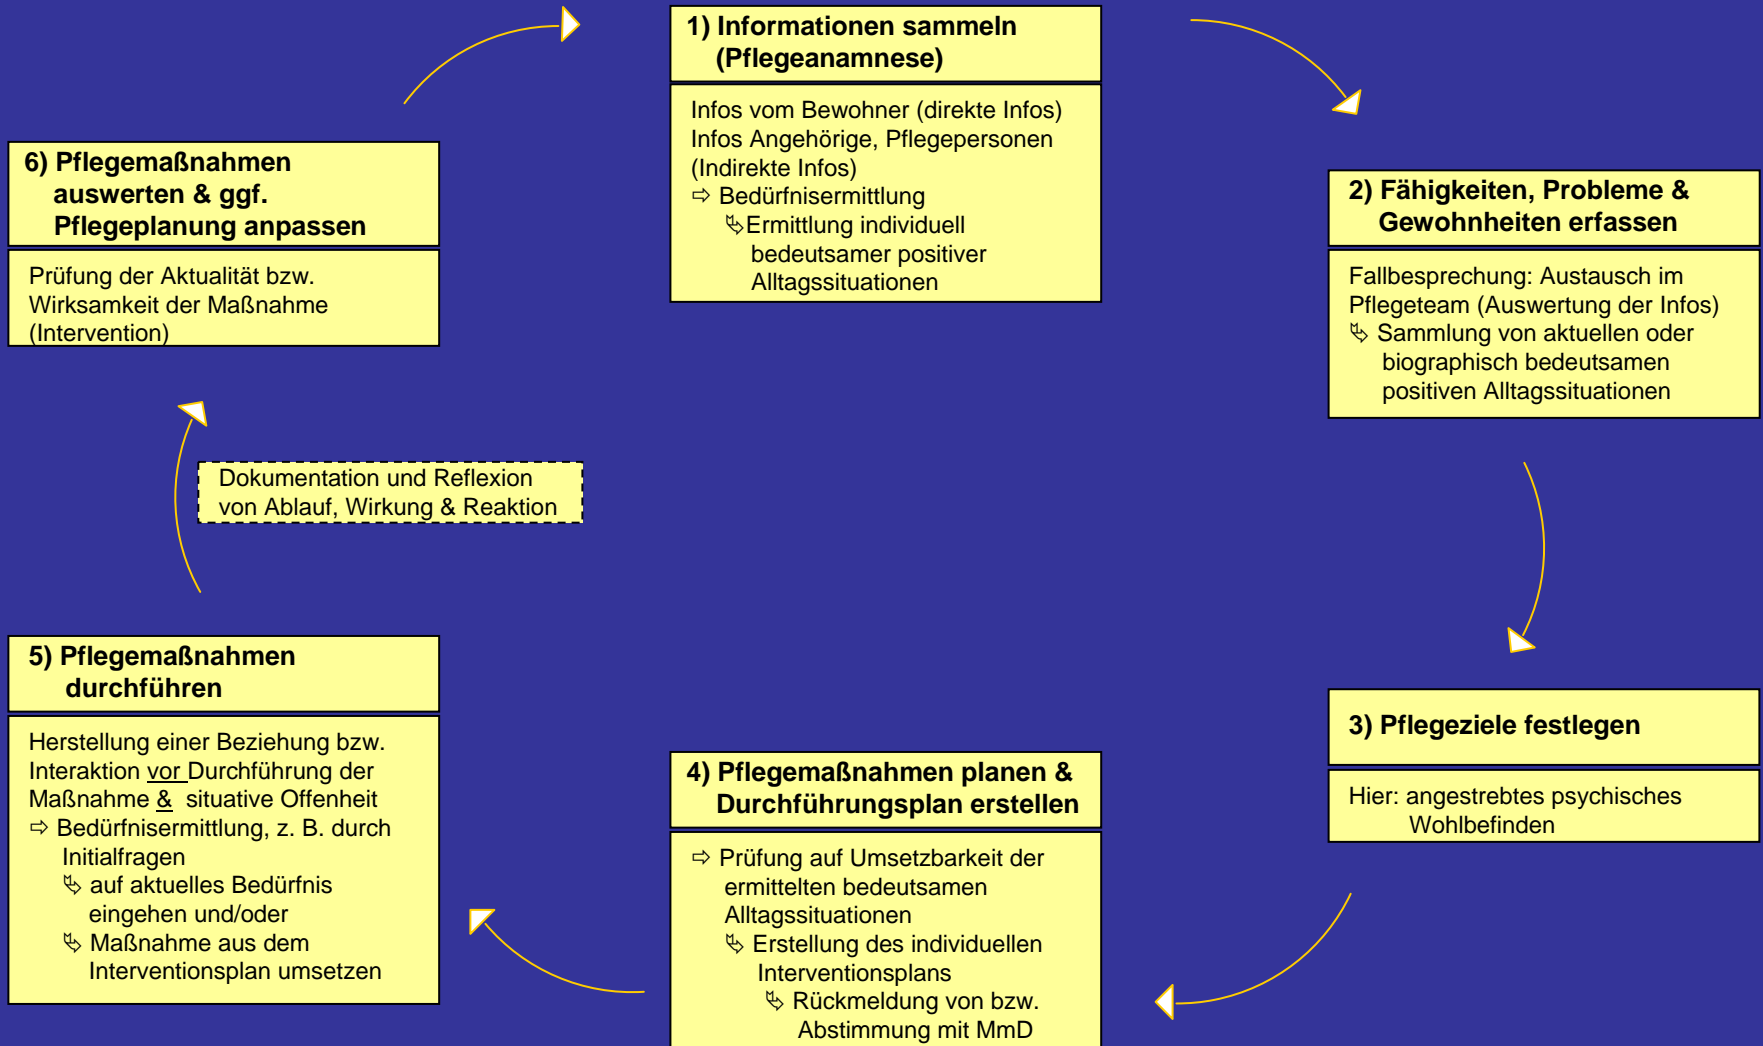 1) Informationen sammeln
(Pflegeanamnese)
Infos vom Bewohner (direkte Infos)
Infos Angehörige, Pflegepersonen
(Indirekte Infos)
⇨ Bedürfnisermittlung
↳Ermittlung individuell
bedeutsamer positiver
Alltagssituationen
2) Fähigkeiten, Probleme &
Gewohnheiten erfassen
Fallbesprechung: Austausch im
Pflegeteam (Auswertung der Infos)
↳ Sammlung von aktuellen oder
biographisch bedeutsamen
positiven Alltagssituationen
3) Pflegeziele festlegen
Hier: angestrebtes psychisches
Wohlbefinden
4) Pflegemaßnahmen planen &
Durchführungsplan erstellen
⇨ Prüfung auf Umsetzbarkeit der
ermittelten bedeutsamen
Alltagssituationen
↳ Erstellung des individuellen
Interventionsplans
↳ Rückmeldung von bzw.
Abstimmung mit MmD
5) Pflegemaßnahmen
durchführen
Herstellung einer Beziehung bzw.
Interaktion vor Durchführung der
Maßnahme & situative Offenheit
⇨ Bedürfnisermittlung, z. B. durch
Initialfragen
↳ auf aktuelles Bedürfnis
eingehen und/oder
↳ Maßnahme aus dem
Interventionsplan umsetzen
Dokumentation und Reflexion
von Ablauf, Wirkung & Reaktion
6) Pflegemaßnahmen
auswerten & ggf.
Pflegeplanung anpassen
Prüfung der Aktualität bzw.
Wirksamkeit der Maßnahme
(Intervention)